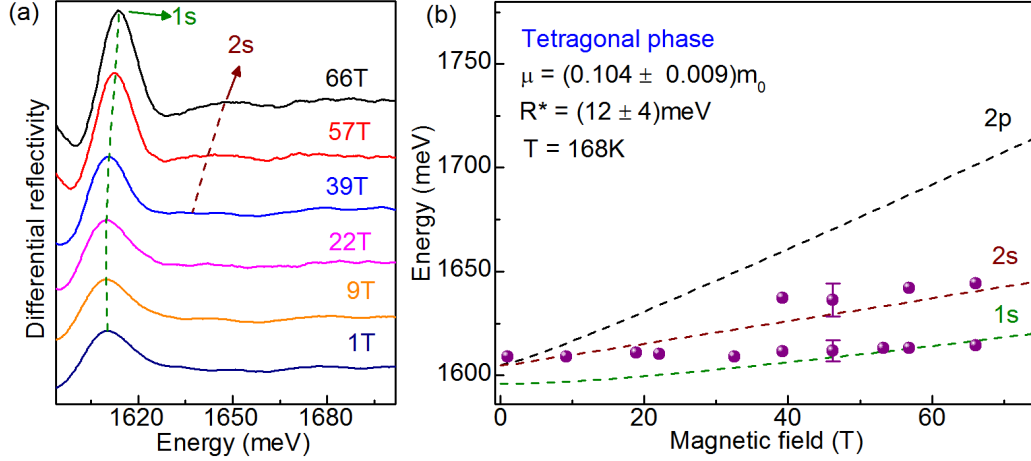 (a)
1s
2s
66T
57T
39T
22T
9T
1T
Differential reflectivity
1620 1650 1680
Energy (meV)
(b)
Tetragonal phase
μ = (0.104 ± 0.009)m₀
R* = (12 ± 4)meV
T = 168K
2p
2s
1s
1750
1700
1650
1600
Energy (meV)
0 20 40 60
Magnetic field (T)